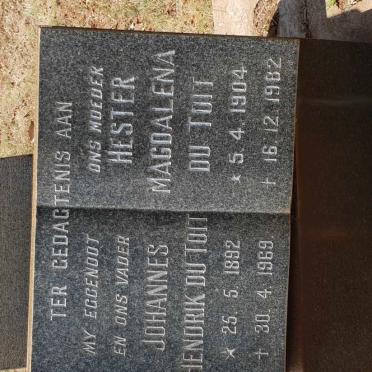 TER GEDAGTENIS AAN
MY EGGENOOT
EN ONS VADER
JOHANNES
HENDRIK DU TOIT
★ 25. 5. 1892
† 30. 4. 1969
ONS MOEDER
HESTER
MAGDALENA
DU TOIT
★ 5. 4. 1904
† 16. 12. 1982